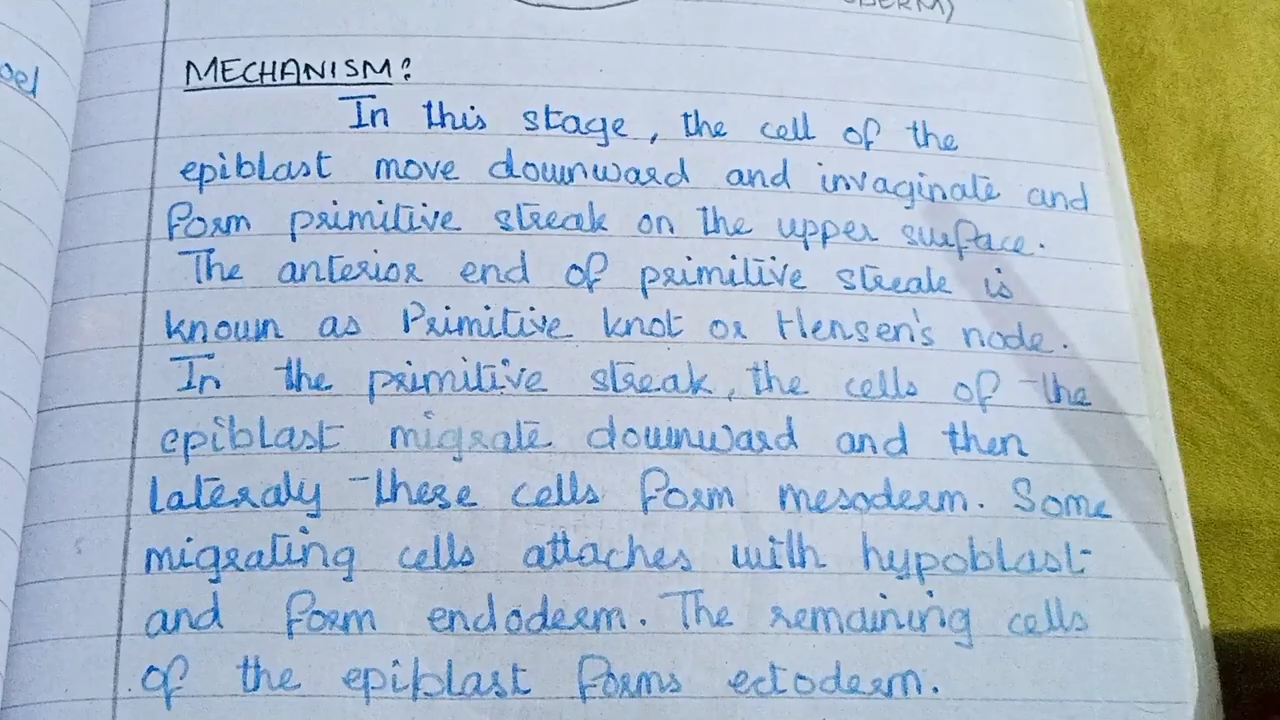 MECHANISM:
In this stage, the cell of the
epiblast move downward and invaginate and
form primitive streak on the upper surface.
The anterior end of primitive streak is
known as Primitive knot or Hensen's node.
In the primitive streak, the cells of the
epiblast migrate downward and then
lateraly these cells form mesoderm. Some
migrating cells attaches with hypoblast
and form endoderm. The remaining cells
of the epiblast forms ectoderm.